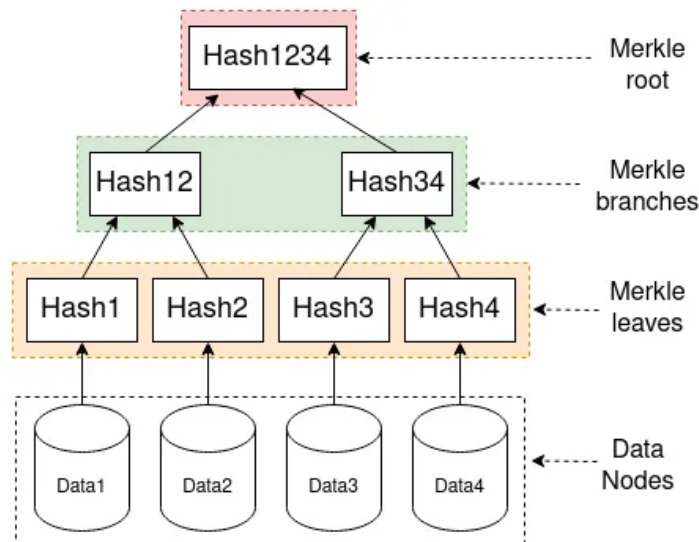 Hash1234
Merkle
root
Hash12
Hash34
Merkle
branches
Hash1
Hash2
Hash3
Hash4
Merkle
leaves
Data1
Data2
Data3
Data4
Data
Nodes